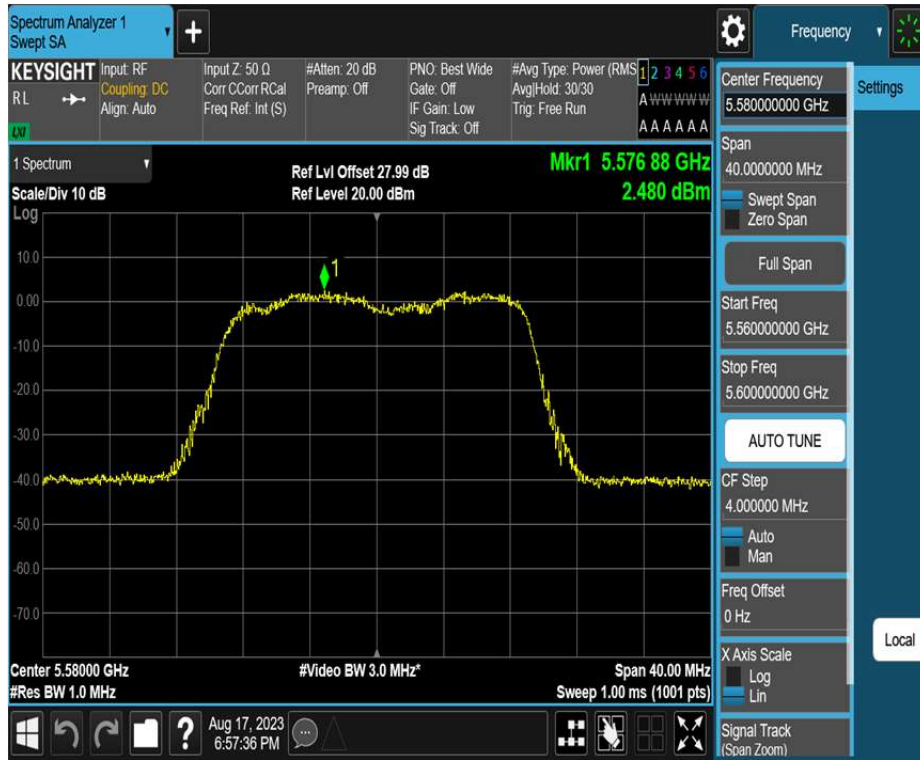 Spectrum Analyzer 1
Swept SA
+
Frequency
KEYSIGHT
RL
LXI
Input: RF
Coupling: DC
Align: Auto
Input Z: 50 Ω
Corr CCorr RCal
Freq Ref: Int (S)
#Atten: 20 dB
Preamp: Off
PNO: Best Wide
Gate: Off
IF Gain: Low
Sig Track: Off
#Avg Type: Power (RMS
Avg|Hold: 30/30
Trig: Free Run
1 2 3 4 5 6
A W W W W W
A A A A A A
1 Spectrum
Scale/Div 10 dB
Log
Ref Lvl Offset 27.99 dB
Ref Level 20.00 dBm
Mkr1 5.576 88 GHz
2.480 dBm
10.0
0.00
-10.0
-20.0
-30.0
-40.0
-50.0
-60.0
-70.0
1
Center 5.58000 GHz
#Res BW 1.0 MHz
#Video BW 3.0 MHz*
Span 40.00 MHz
Sweep 1.00 ms (1001 pts)
?
Aug 17, 2023
6:57:36 PM
Center Frequency
5.580000000 GHz
Span
40.0000000 MHz
Swept Span
Zero Span
Full Span
Start Freq
5.560000000 GHz
Stop Freq
5.600000000 GHz
AUTO TUNE
CF Step
4.000000 MHz
Auto
Man
Freq Offset
0 Hz
X Axis Scale
Log
Lin
Signal Track
(Span Zoom)
Settings
Local